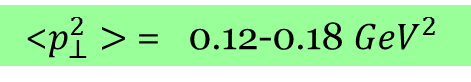 <p⊥²> = 0.12-0.18 GeV²